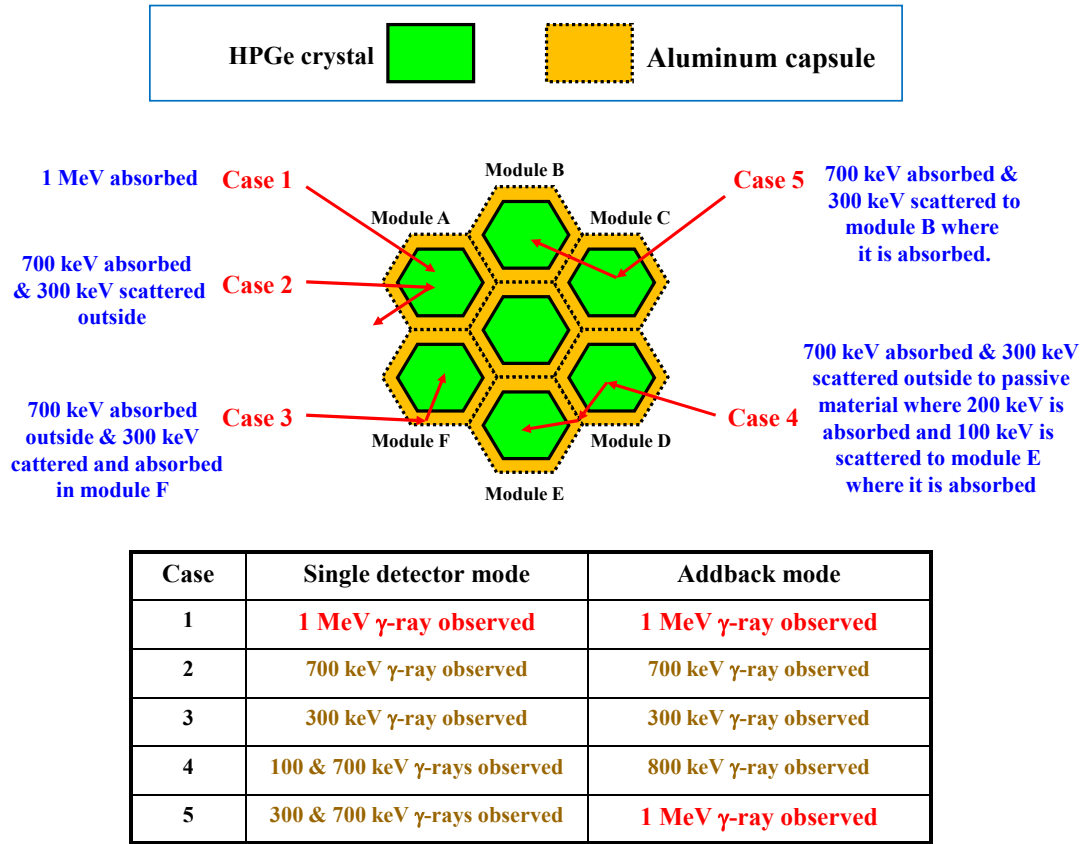 HPGe crystal
Aluminum capsule
1 MeV absorbed
Case 1
Module B
Case 5
700 keV absorbed &
300 keV scattered to
module B where
it is absorbed.
Module A
Module C
700 keV absorbed
& 300 keV scattered
outside
Case 2
700 keV absorbed
outside & 300 keV
cattered and absorbed
in module F
Case 3
Module F
Module E
Module D
Case 4
700 keV absorbed & 300 keV
scattered outside to passive
material where 200 keV is
absorbed and 100 keV is
scattered to module E
where it is absorbed
Case Single detector mode Addback mode
1 1 MeV γ-ray observed 1 MeV γ-ray observed
2 700 keV γ-ray observed 700 keV γ-ray observed
3 300 keV γ-ray observed 300 keV γ-ray observed
4 100 & 700 keV γ-rays observed 800 keV γ-ray observed
5 300 & 700 keV γ-rays observed 1 MeV γ-ray observed